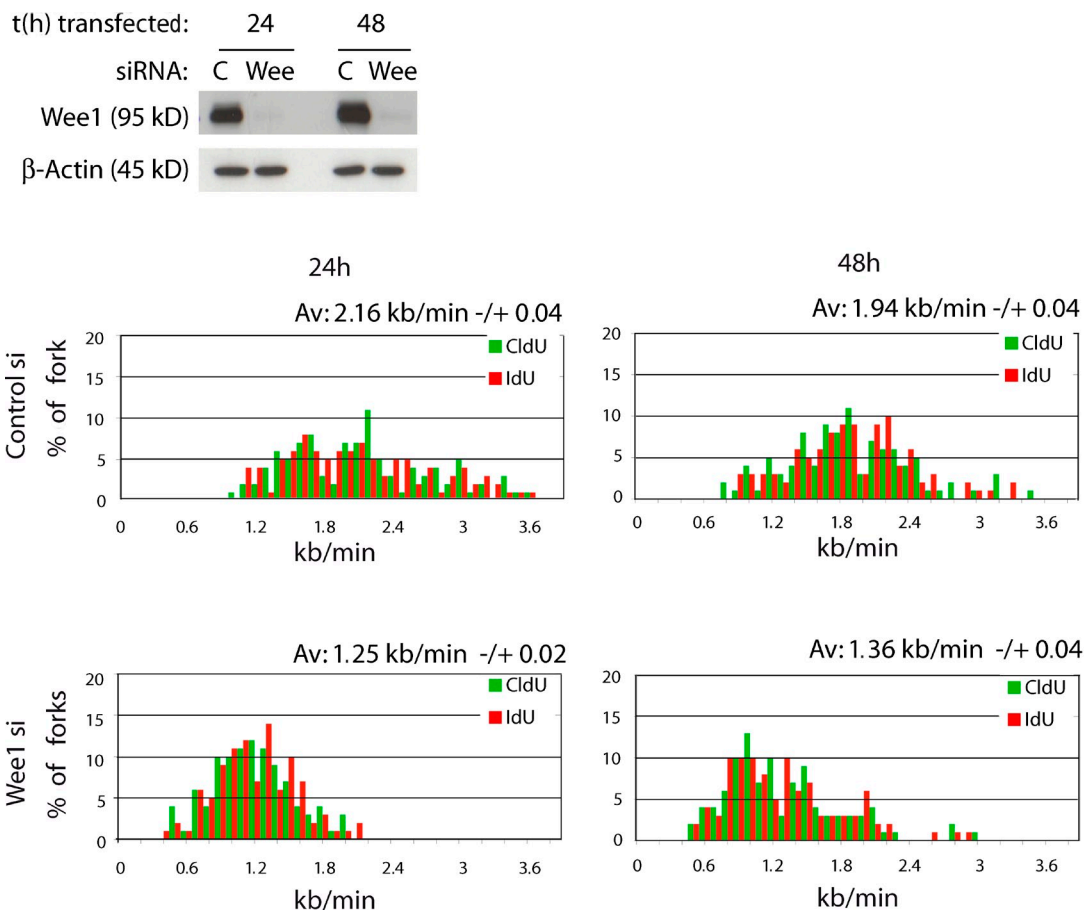 t(h) transfected: 24 48
siRNA: C Wee C Wee
Wee1 (95 kD)
β-Actin (45 kD)
24h
Av: 2.16 kb/min -/+ 0.04
Control si
% of fork
20
15
10
5
0
CldU
IdU
0 0.6 1.2 1.8 2.4 3 3.6
kb/min
48h
Av: 1.94 kb/min -/+ 0.04
20
15
10
5
0
CldU
IdU
0 0.6 1.2 1.8 2.4 3 3.6
kb/min
Av: 1.25 kb/min -/+ 0.02
Wee1 si
% of forks
20
15
10
5
0
CldU
IdU
0 0.6 1.2 1.8 2.4 3 3.6
kb/min
Av: 1.36 kb/min -/+ 0.04
20
15
10
5
0
CldU
IdU
0 0.6 1.2 1.8 2.4 3 3.6
kb/min